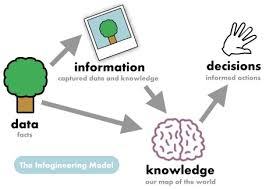 information
captured data and knowledge
decisions
informed actions
data
facts
The Infogineering Model
knowledge
our map of the world